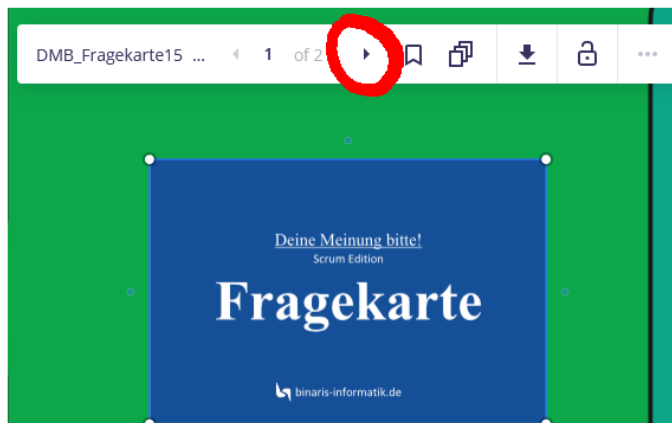 DMB_Fragekarte15 ... 1 of 2
Deine Meinung bitte!
Scrum Edition
Fragekarte
binaris-informatik.de